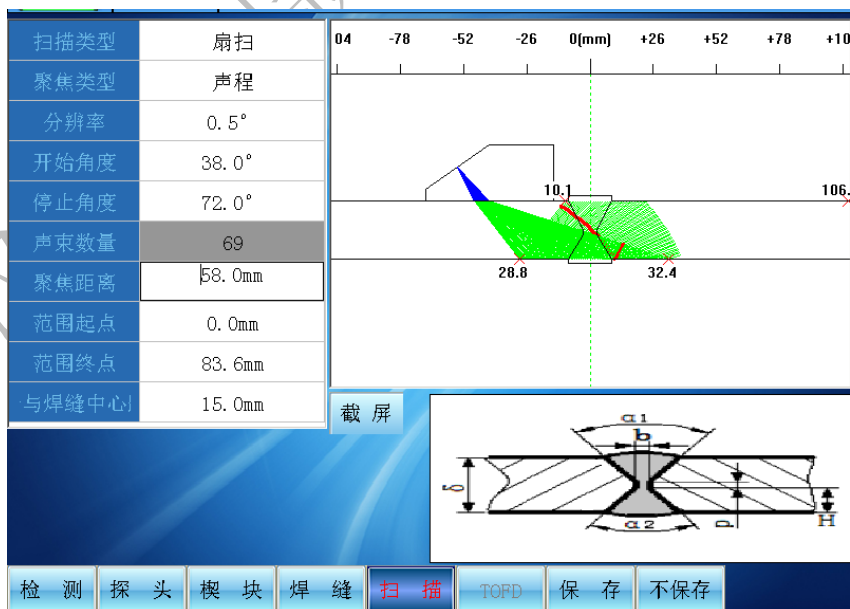 扫描类型 扇扫
聚焦类型 声程
分辨率 0.5°
开始角度 38.0°
停止角度 72.0°
声束数量 69
聚焦距离 58.0mm
范围起点 0.0mm
范围终点 83.6mm
与焊缝中心 15.0mm
04 -78 -52 -26 0(mm) +26 +52 +78 +10
10.1 106.
28.8 32.4
截屏
α1
b
δ
α2 p H
检测 探头 楔块 焊缝 扫描 TOFD 保存 不保存